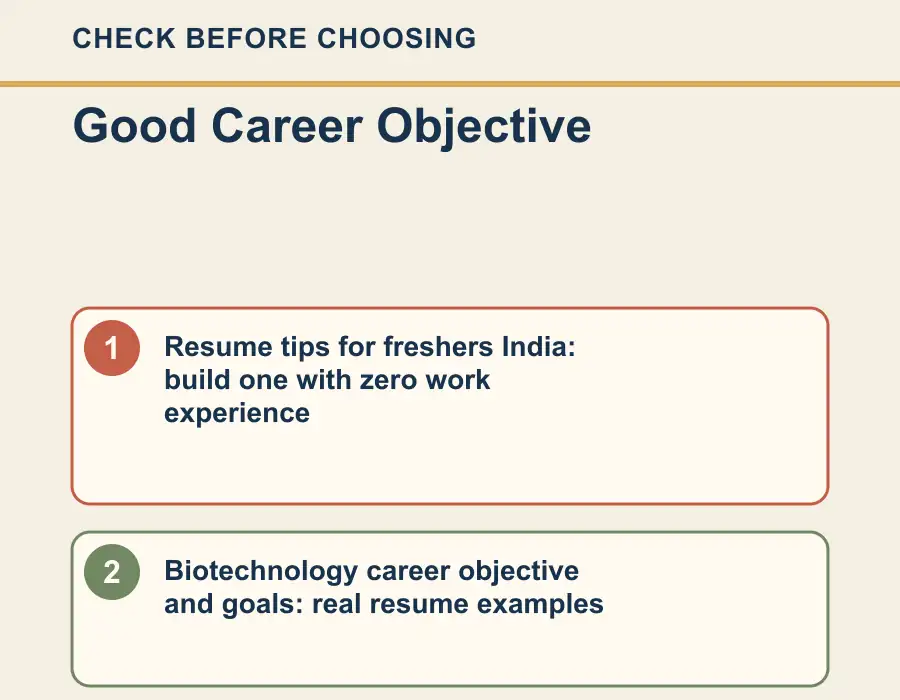 CHECK BEFORE CHOOSING
Good Career Objective
1
Resume tips for freshers India:
build one with zero work
experience
2
Biotechnology career objective
and goals: real resume examples